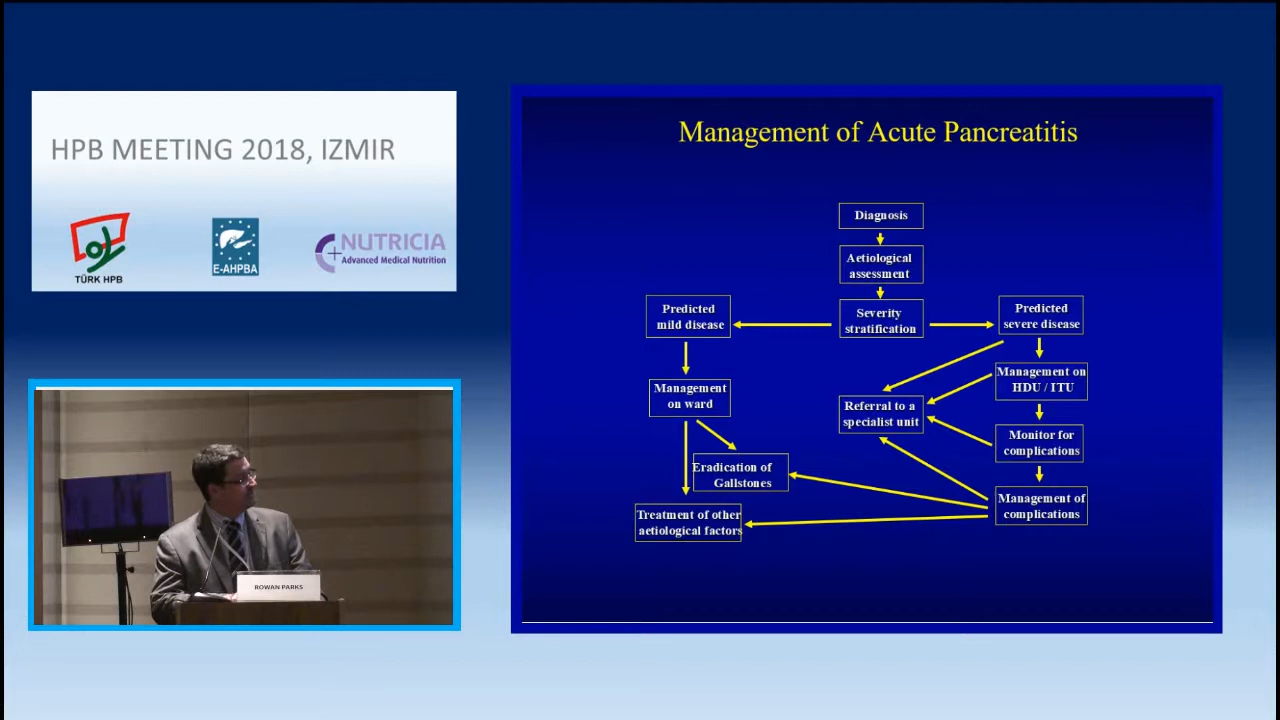 HPB MEETING 2018, IZMIR
TÜRK HPB
E-AHPBA
NUTRICIA
Advanced Medical Nutrition
ROWAN PARKS
Management of Acute Pancreatitis
Diagnosis
Aetiological
assessment
Severity
stratification
Predicted
mild disease
Predicted
severe disease
Management
on ward
Management on
HDU / ITU
Referral to a
specialist unit
Monitor for
complications
Eradication of
Gallstones
Management of
complications
Treatment of other
aetiological factors